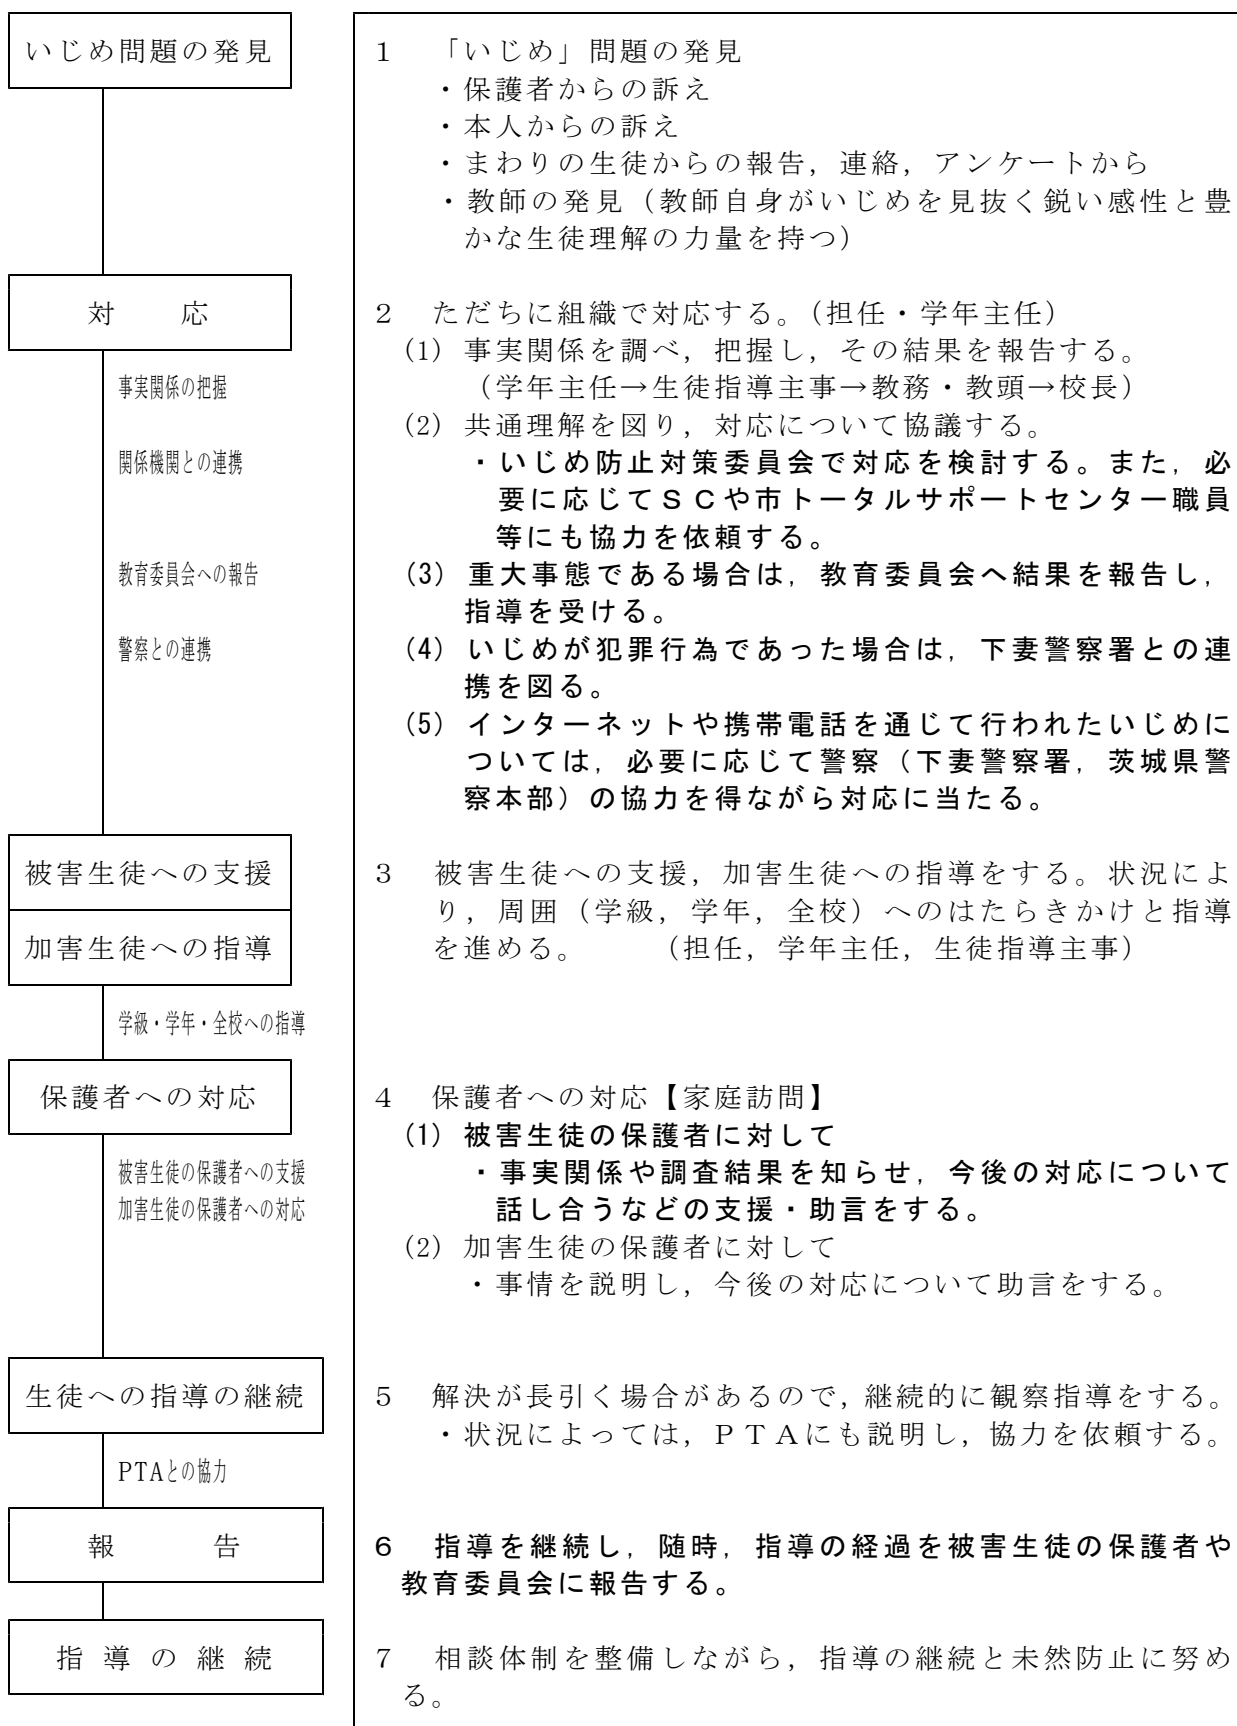 いじめ問題の発見
1　「いじめ」問題の発見
・保護者からの訴え
・本人からの訴え
・まわりの生徒からの報告，連絡，アンケートから
・教師の発見（教師自身がいじめを見抜く鋭い感性と豊
かな生徒理解の力量を持つ）
対　　応
2　ただちに組織で対応する。（担任・学年主任）
(1) 事実関係を調べ，把握し，その結果を報告する。
事実関係の把握
（学年主任→生徒指導主事→教務・教頭→校長）
(2) 共通理解を図り，対応について協議する。
関係機関との連携
・いじめ防止対策委員会で対応を検討する。また，必
要に応じてＳＣや市トータルサポートセンター職員
等にも協力を依頼する。
教育委員会への報告
(3) 重大事態である場合は，教育委員会へ結果を報告し，
指導を受ける。
警察との連携
(4) いじめが犯罪行為であった場合は，下妻警察署との連
携を図る。
(5) インターネットや携帯電話を通じて行われたいじめに
ついては，必要に応じて警察（下妻警察署，茨城県警
察本部）の協力を得ながら対応に当たる。
被害生徒への支援
加害生徒への指導
3　被害生徒への支援，加害生徒への指導をする。状況によ
り，周囲（学級，学年，全校）へのはたらきかけと指導
を進める。　　（担任，学年主任，生徒指導主事）
学級・学年・全校への指導
保護者への対応
4　保護者への対応【家庭訪問】
(1) 被害生徒の保護者に対して
被害生徒の保護者への支援
加害生徒の保護者への対応
・事実関係や調査結果を知らせ，今後の対応について
話し合うなどの支援・助言をする。
(2) 加害生徒の保護者に対して
・事情を説明し，今後の対応について助言をする。
生徒への指導の継続
5　解決が長引く場合があるので，継続的に観察指導をする。
・状況によっては，ＰＴＡにも説明し，協力を依頼する。
PTAとの協力
報　　告
6　指導を継続し，随時，指導の経過を被害生徒の保護者や
教育委員会に報告する。
指導の継続
7　相談体制を整備しながら，指導の継続と未然防止に努め
る。